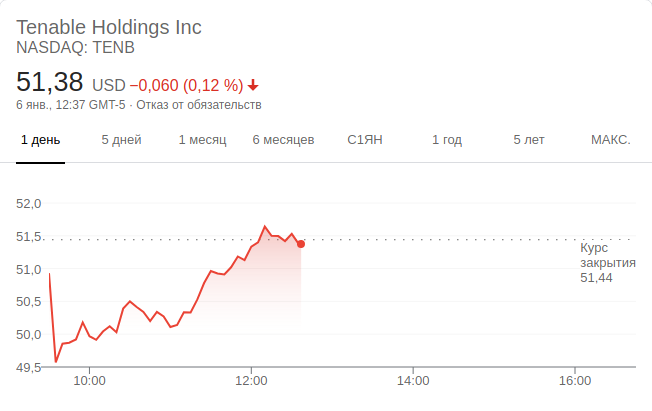 Tenable Holdings Inc
NASDAQ: TENB
51,38 USD −0,060 (0,12 %)
6 янв., 12:37 GMT-5 · Отказ от обязательств
1 день 5 дней 1 месяц 6 месяцев С1ЯН 1 год 5 лет МАКС.
52,0
51,5
Курс
закрытия
51,44
51,0
50,5
50,0
49,5
10:00 12:00 14:00 16:00